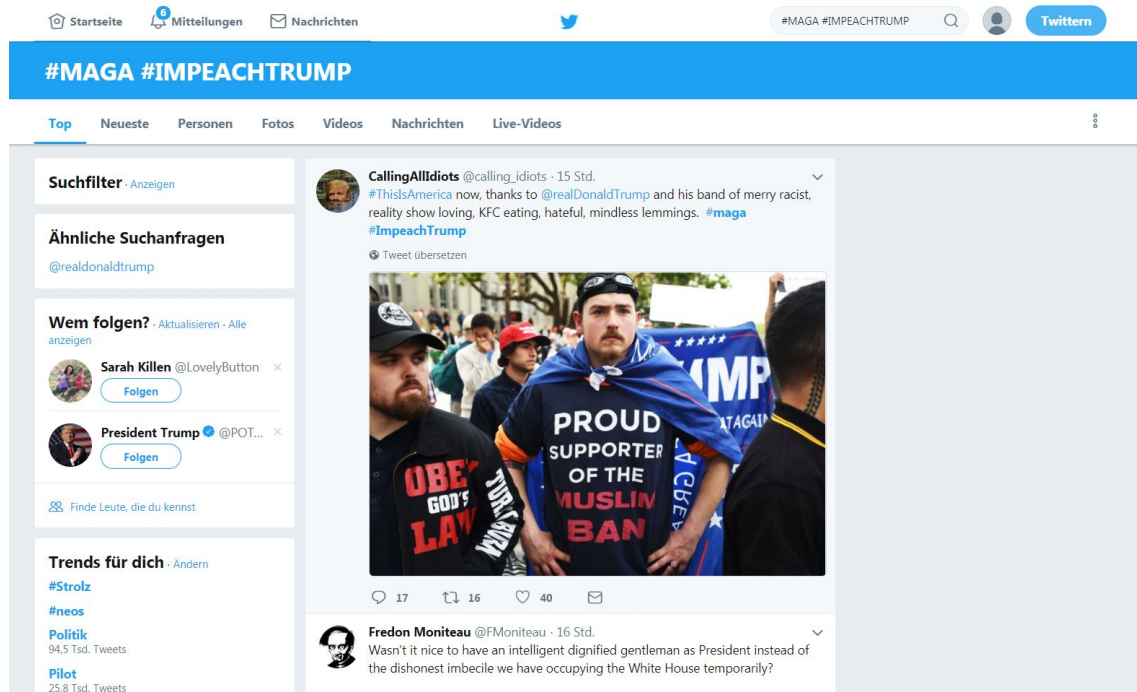 Startseite
6
Mitteilungen
Nachrichten
#MAGA #IMPEACHTRUMP
Twittern
#MAGA #IMPEACHTRUMP
Top
Neueste
Personen
Fotos
Videos
Nachrichten
Live-Videos
Suchfilter · Anzeigen
Ähnliche Suchanfragen
@realdonaldtrump
Wem folgen? · Aktualisieren · Alle
anzeigen
Sarah Killen @LovelyButton
Folgen
President Trump @POT...
Folgen
Finde Leute, die du kennst
Trends für dich · Ändern
#Strolz
#neos
Politik
94,5 Tsd. Tweets
Pilot
25,8 Tsd. Tweets
CallingAllIdiots @calling_idiots · 15 Std.
#ThisIsAmerica now, thanks to @realDonaldTrump and his band of merry racist,
reality show loving, KFC eating, hateful, mindless lemmings. #maga
#ImpeachTrump
Tweet übersetzen
OBEY
GOD'S
LAW
TURN
BURN
PROUD
SUPPORTER
OF THE
MUSLIM
BAN
UMP
AT AGAIN
A GREA
17
16
40
Fredon Moniteau @FMoniteau · 16 Std.
Wasn't it nice to have an intelligent dignified gentleman as President instead of
the dishonest imbecile we have occupying the White House temporarily?